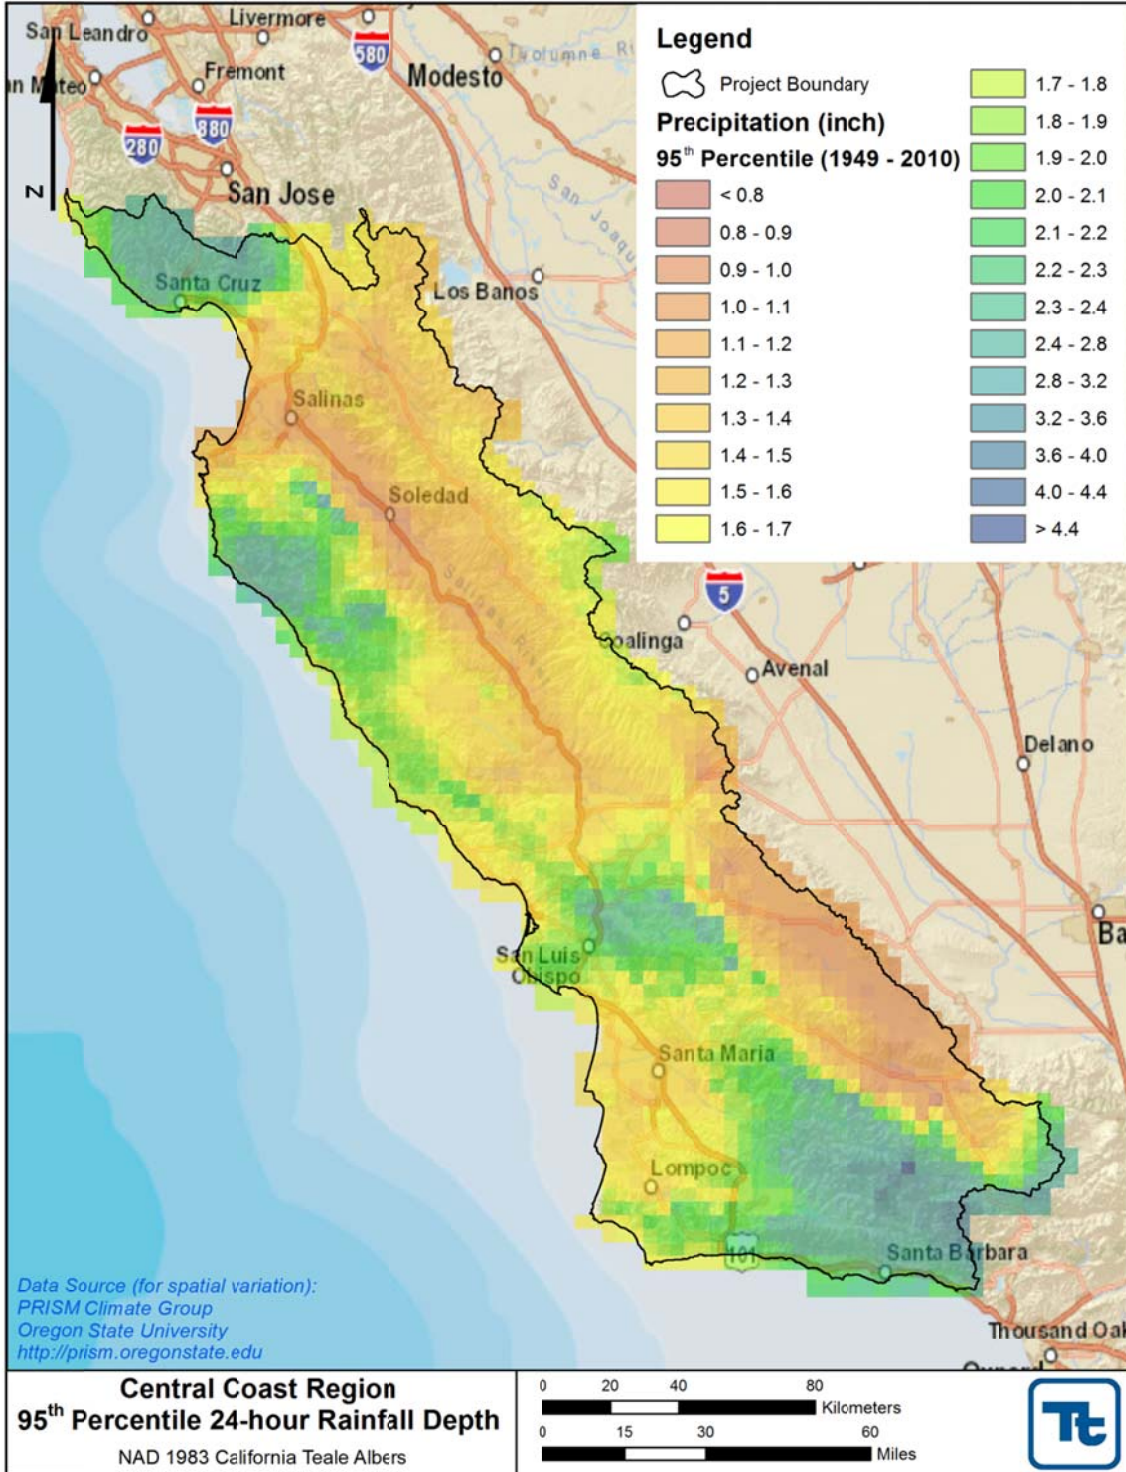 San Leandro
Livermore
580
Tuolumne Ri
Modesto
an Mateo
Fremont
880
280
N
San Jose
San Joaqu
Santa Cruz
Los Banos
Salinas
Soledad
Salinas River
5
Coalinga
Avenal
Delano
Ba
San Luis
Obispo
Santa Maria
Lompoc
101
Santa Barbara
Thousand Oak
Legend
Project Boundary
Precipitation (inch)
95th Percentile (1949 - 2010)
< 0.8
0.8 - 0.9
0.9 - 1.0
1.0 - 1.1
1.1 - 1.2
1.2 - 1.3
1.3 - 1.4
1.4 - 1.5
1.5 - 1.6
1.6 - 1.7
1.7 - 1.8
1.8 - 1.9
1.9 - 2.0
2.0 - 2.1
2.1 - 2.2
2.2 - 2.3
2.3 - 2.4
2.4 - 2.8
2.8 - 3.2
3.2 - 3.6
3.6 - 4.0
4.0 - 4.4
> 4.4
Data Source (for spatial variation):
PRISM Climate Group
Oregon State University
http://prism.oregonstate.edu
Central Coast Region
95th Percentile 24-hour Rainfall Depth
NAD 1983 California Teale Albers
0 20 40 80
Kilometers
0 15 30 60
Miles
Tt